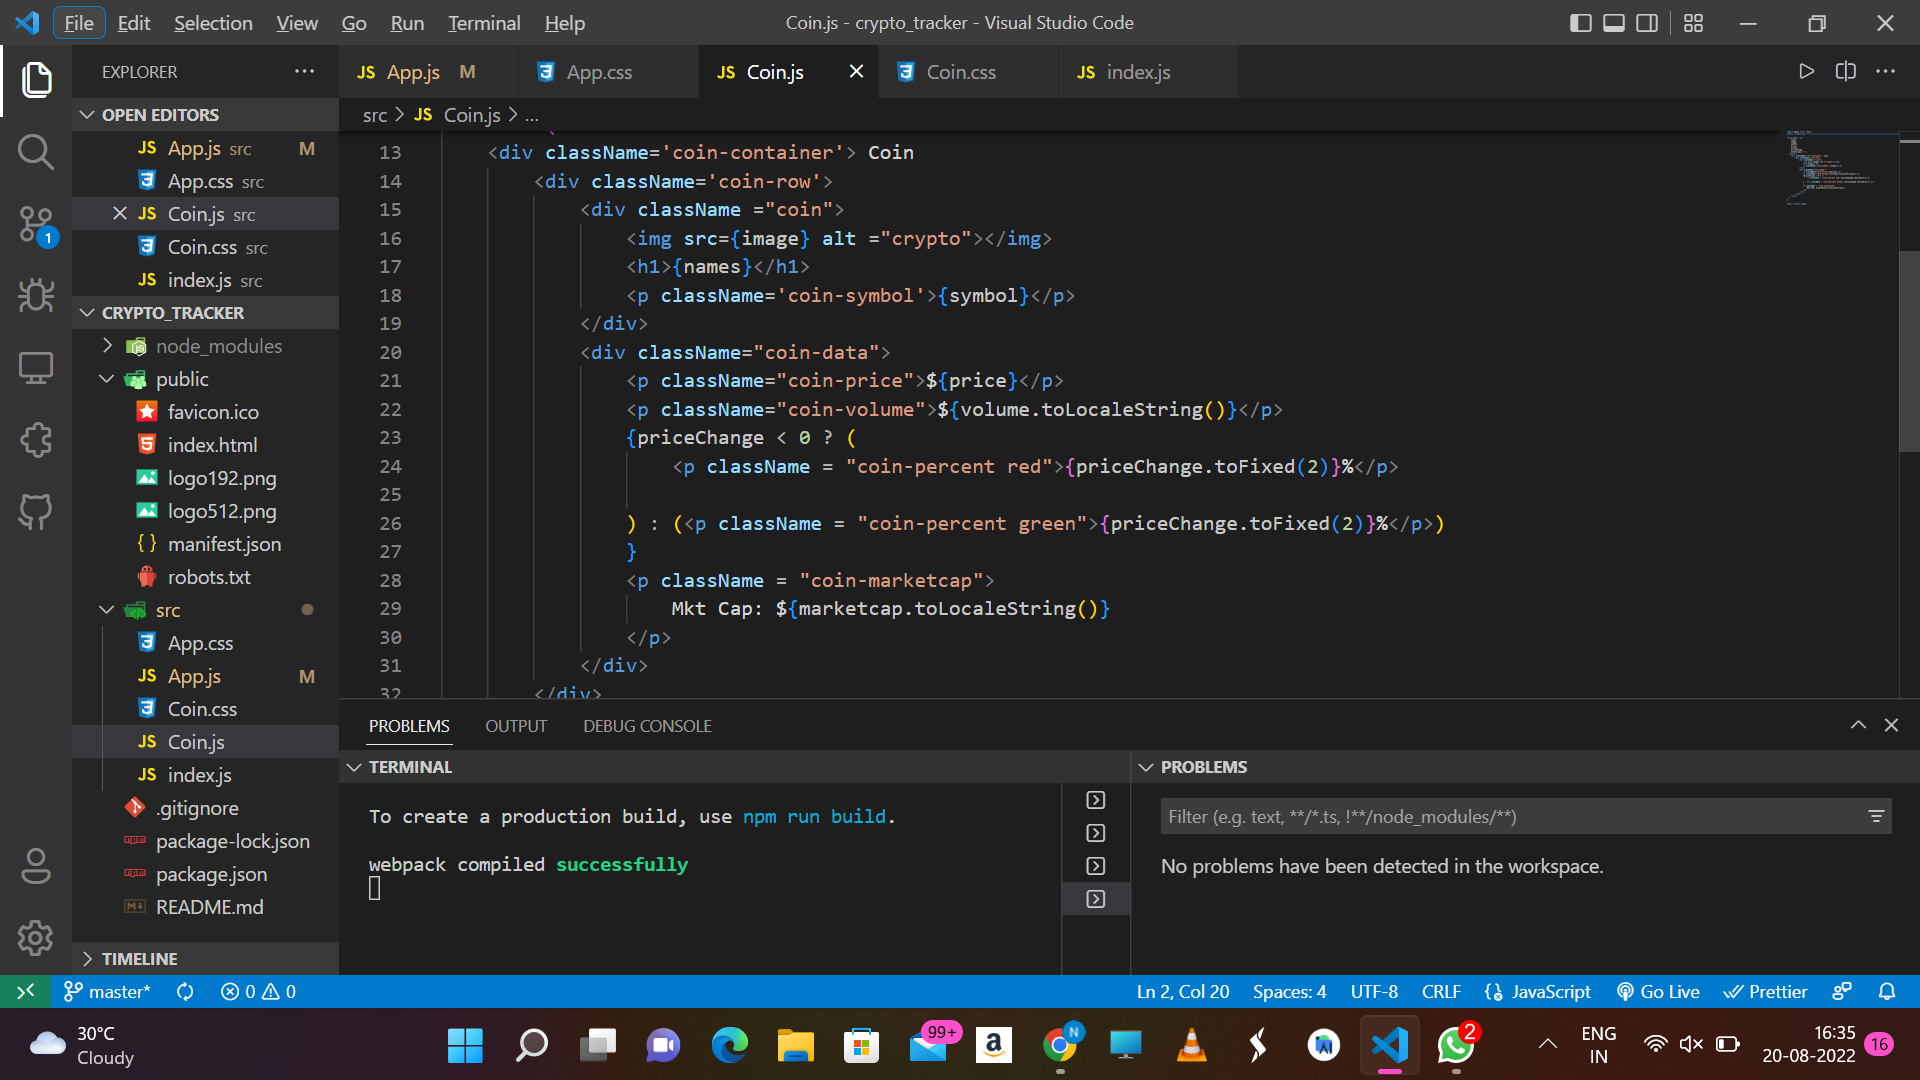 File Edit Selection View Go Run Terminal Help
Coin.js - crypto_tracker - Visual Studio Code
EXPLORER
JS App.js M
App.css
JS Coin.js
Coin.css
JS index.js
src > JS Coin.js > ...
OPEN EDITORS
JS App.js src M
App.css src
JS Coin.js src
Coin.css src
JS index.js src
CRYPTO_TRACKER
node_modules
public
favicon.ico
index.html
logo192.png
logo512.png
{} manifest.json
robots.txt
src
App.css
JS App.js M
Coin.css
JS Coin.js
JS index.js
.gitignore
package-lock.json
package.json
README.md
TIMELINE
1
13 <div className='coin-container'> Coin
14 <div className='coin-row'>
15 <div className ="coin">
16 <img src={image} alt ="crypto"></img>
17 <h1>{names}</h1>
18 <p className='coin-symbol'>{symbol}</p>
19 </div>
20 <div className="coin-data">
21 <p className="coin-price">${price}</p>
22 <p className="coin-volume">${volume.toLocaleString()}</p>
23 {priceChange < 0 ? (
24 <p className = "coin-percent red">{priceChange.toFixed(2)}%</p>
25
26 ) : (<p className = "coin-percent green">{priceChange.toFixed(2)}%</p>)
27 }
28 <p className = "coin-marketcap">
29 Mkt Cap: ${marketcap.toLocaleString()}
30 </p>
31 </div>
32 </div>
PROBLEMS OUTPUT DEBUG CONSOLE
TERMINAL
To create a production build, use npm run build.
webpack compiled successfully
PROBLEMS
Filter (e.g. text, **/*.ts, !**/node_modules/**)
No problems have been detected in the workspace.
master* 0 0
Ln 2, Col 20 Spaces: 4 UTF-8 CRLF {} JavaScript Go Live Prettier
30°C
Cloudy
99+
a
N
2
ENG
IN
16:35
20-08-2022
16